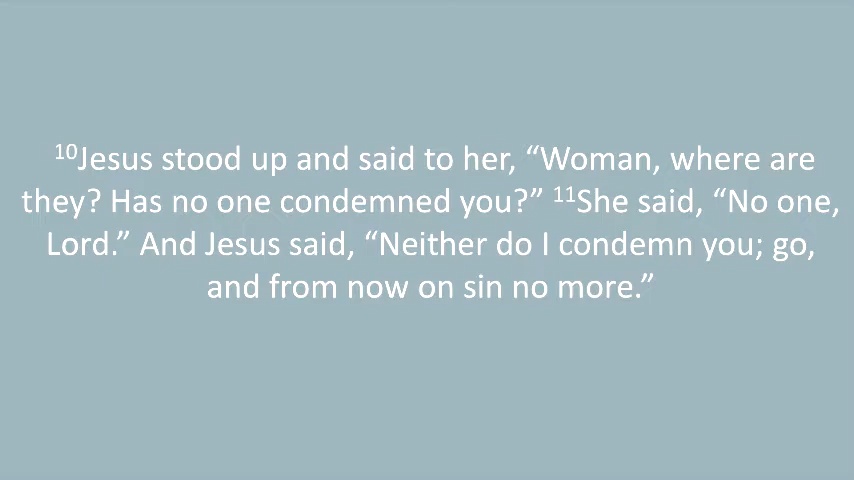 ¹⁰Jesus stood up and said to her, “Woman, where are
they? Has no one condemned you?” ¹¹She said, “No one,
Lord.” And Jesus said, “Neither do I condemn you; go,
and from now on sin no more.”